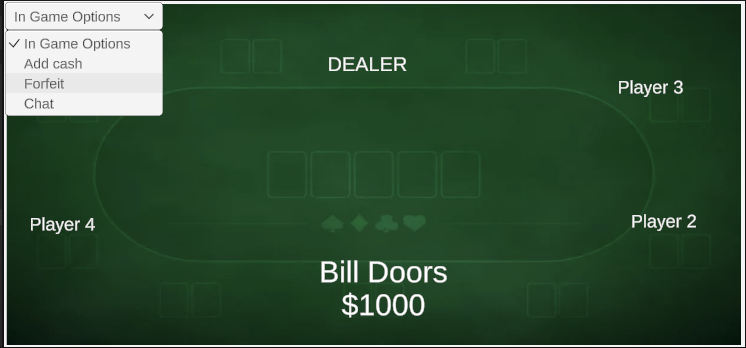 In Game Options
In Game Options
Add cash
Forfeit
Chat
DEALER
Player 3
Player 4
Player 2
Bill Doors
$1000